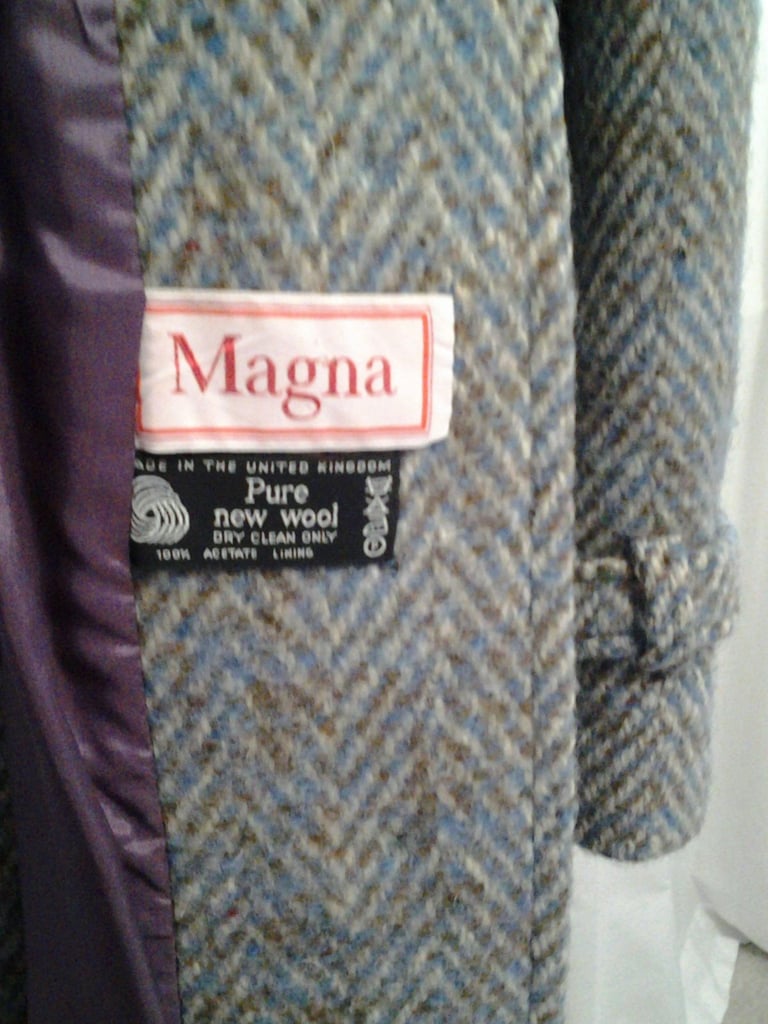 Magna
ADE IN THE UNITED KINGDOM
Pure
new wool
DRY CLEAN ONLY
100% ACETATE LINING